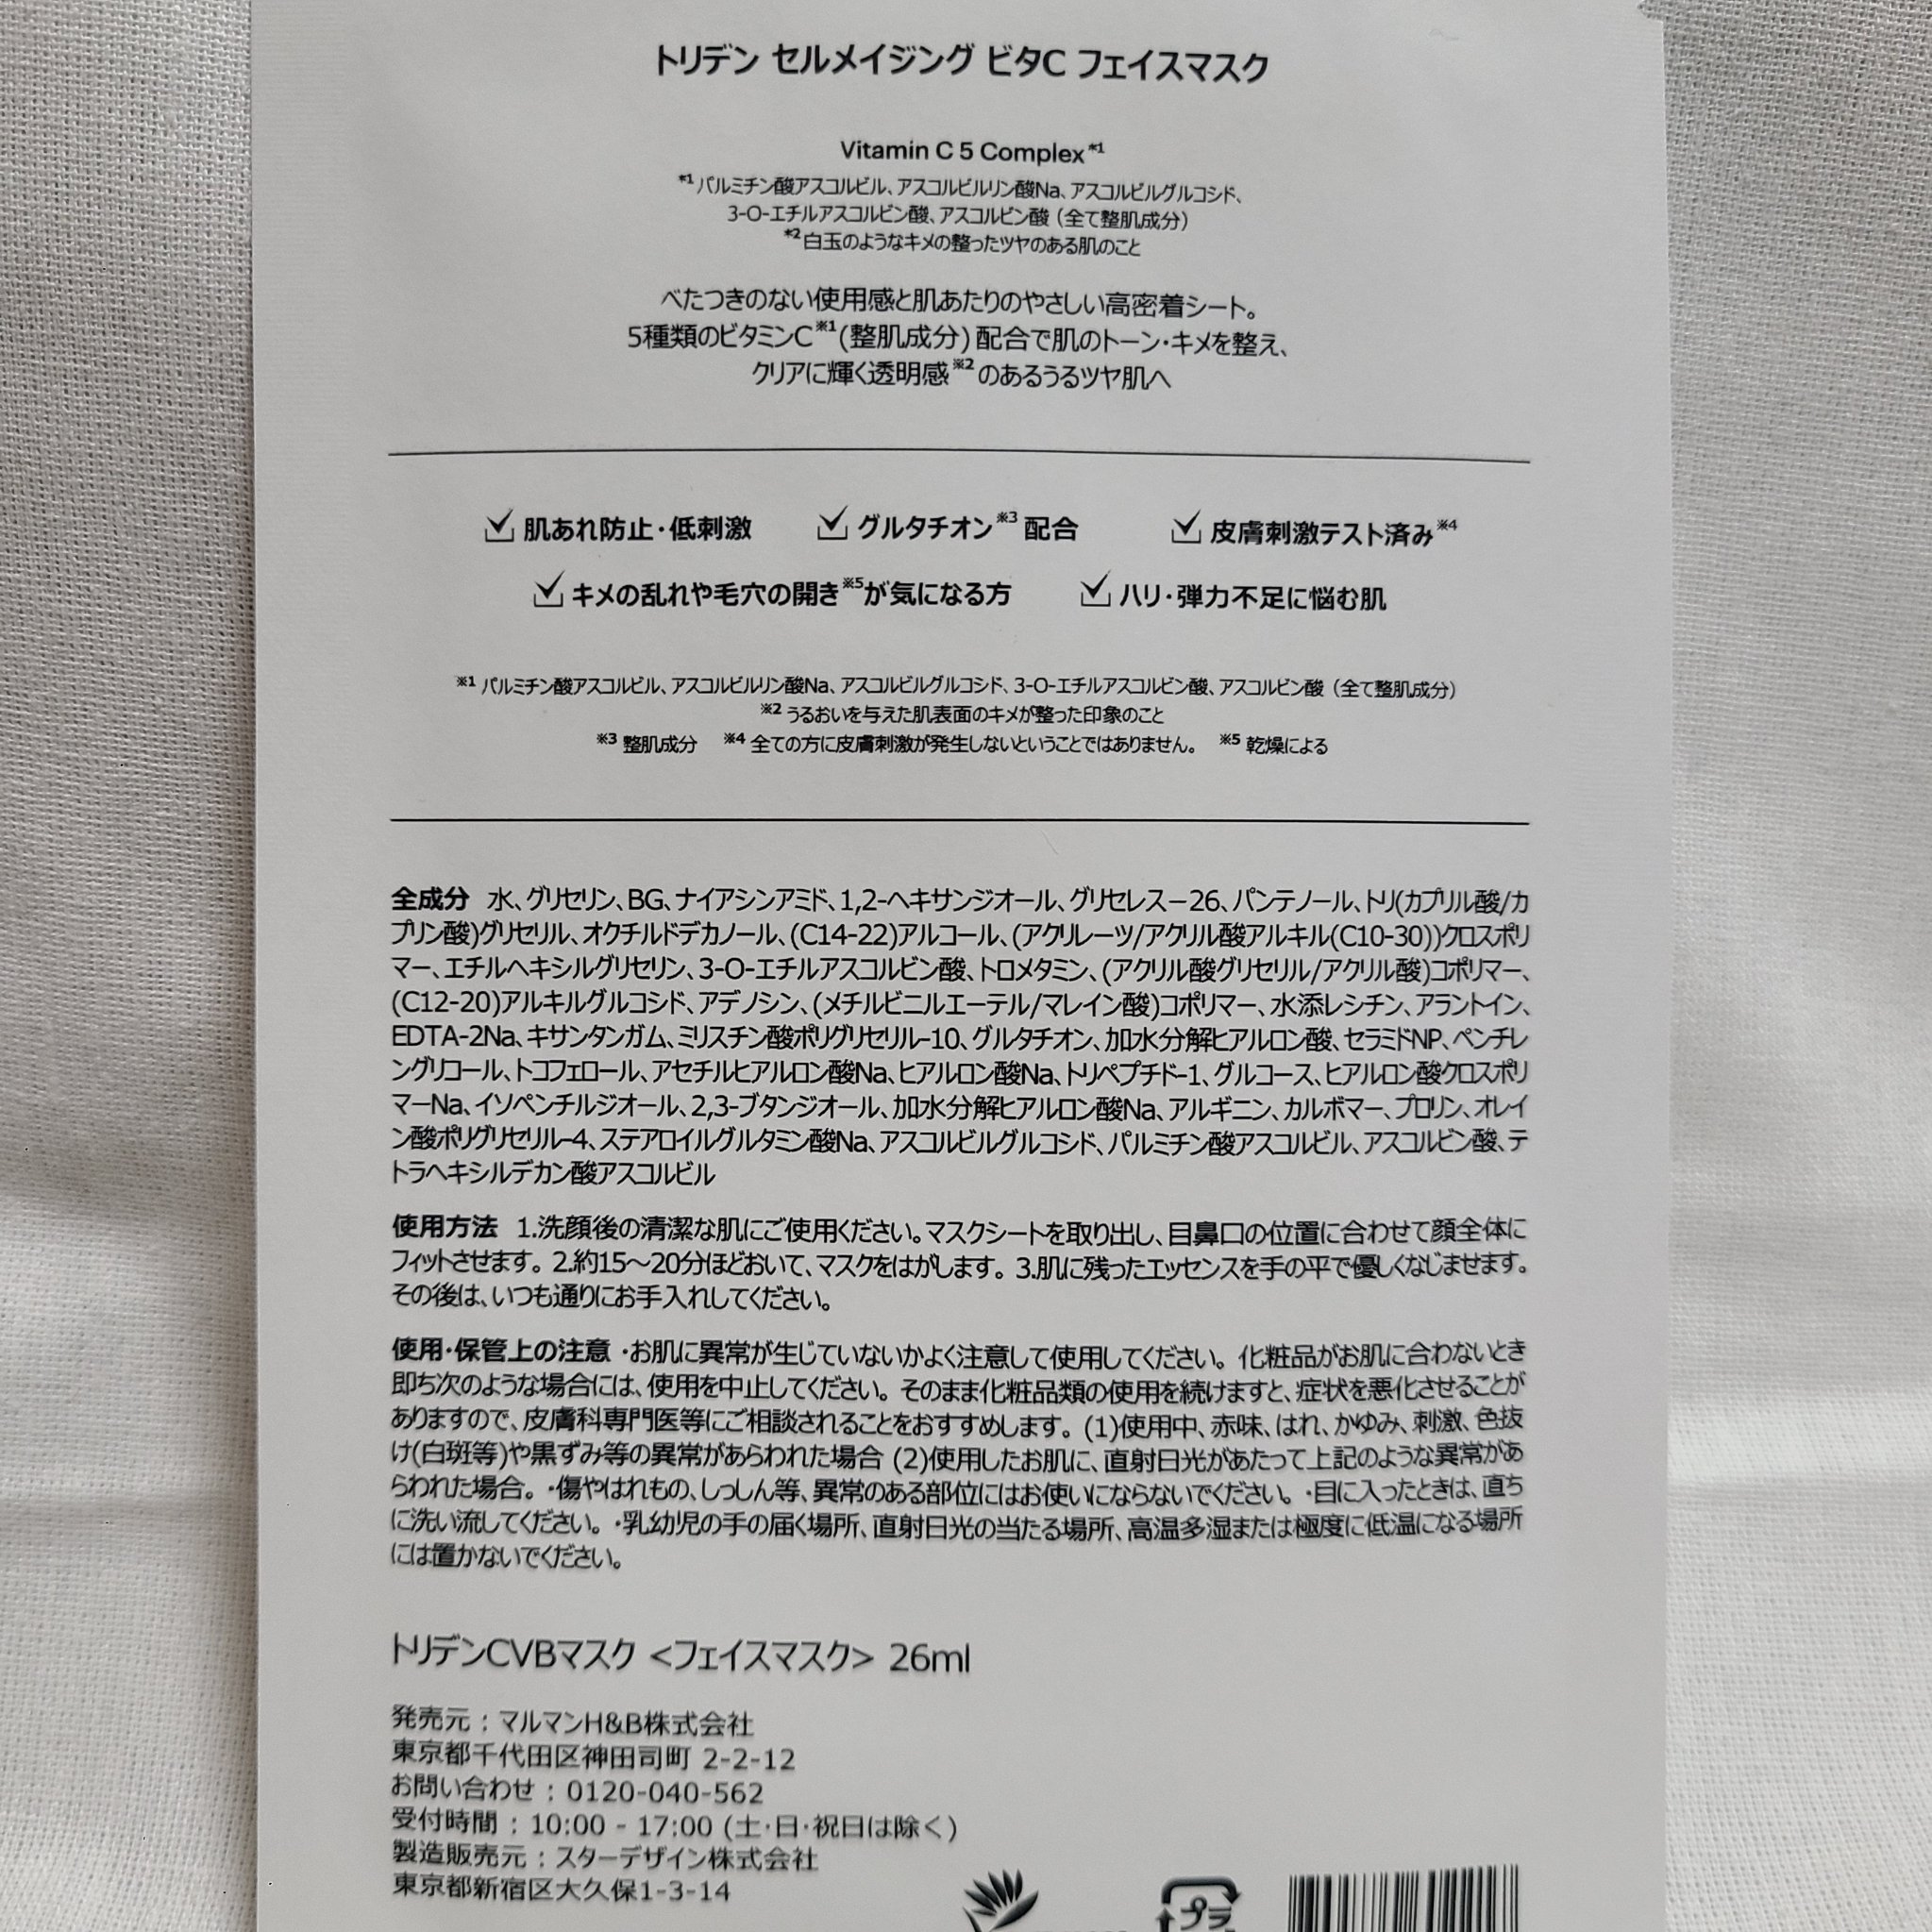 トリデン セルメイジング ビタC フェイスマスク
Vitamin C 5 Complex*1
*1 パルミチン酸アスコルビル、アスコルビルリン酸Na、アスコルビルグルコシド、
3-O-エチルアスコルビン酸、アスコルビン酸（全て整肌成分）
*2 白玉のようなキメの整ったツヤのある肌のこと
べたつきのない使用感と肌あたりのやさしい高密着シート。
5種類のビタミンC※1(整肌成分) 配合で肌のトーン・キメを整え、
クリアに輝く透明感※2 のあるうるツヤ肌へ
肌あれ防止・低刺激 グルタチオン※3 配合 皮膚刺激テスト済み※4
キメの乱れや毛穴の開き※5が気になる方 ハリ・弾力不足に悩む肌
※1 パルミチン酸アスコルビル、アスコルビルリン酸Na、アスコルビルグルコシド、3-O-エチルアスコルビン酸、アスコルビン酸（全て整肌成分）
※2 うるおいを与えた肌表面のキメが整った印象のこと
※3 整肌成分 ※4 全ての方に皮膚刺激が発生しないということではありません。 ※5 乾燥による
全成分 水、グリセリン、BG、ナイアシンアミド、1,2-ヘキサンジオール、グリセレスー26、パンテノール、トリ(カプリル酸/カ
プリン酸)グリセリル、オクチルドデカノール、(C14-22)アルコール、(アクリレーツ/アクリル酸アルキル(C10-30))クロスポリ
マー、エチルヘキシルグリセリン、3-O-エチルアスコルビン酸、トロメタミン、(アクリル酸グリセリル/アクリル酸)コポリマー、
(C12-20)アルキルグルコシド、アデノシン、(メチルビニルエーテル/マレイン酸)コポリマー、水添レシチン、アラントイン、
EDTA-2Na、キサンタンガム、ミリスチン酸ポリグリセリル-10、グルタチオン、加水分解ヒアルロン酸、セラミドNP、ペンチレ
ングリコール、トコフェロール、アセチルヒアルロン酸Na、ヒアルロン酸Na、トリペプチド-1、グルコース、ヒアルロン酸クロスポリ
マーNa、イソペンチルジオール、2,3-ブタンジオール、加水分解ヒアルロン酸Na、アルギニン、カルボマー、プロリン、オレイ
ン酸ポリグリセリル-4、ステアロイルグルタミン酸Na、アスコルビルグルコシド、パルミチン酸アスコルビル、アスコルビン酸、テ
トラヘキシルデカン酸アスコルビル
使用方法 1.洗顔後の清潔な肌にご使用ください。マスクシートを取り出し、目鼻口の位置に合わせて顔全体に
フィットさせます。2.約15〜20分ほどおいて、マスクをはがします。3.肌に残ったエッセンスを手の平で優しくなじませます。
その後は、いつも通りにお手入れしてください。
使用・保管上の注意 ・お肌に異常が生じていないかよく注意して使用してください。化粧品がお肌に合わないとき
即ち次のような場合には、使用を中止してください。そのまま化粧品類の使用を続けますと、症状を悪化させることが
ありますので、皮膚科専門医等にご相談されることをおすすめします。(1)使用中、赤味、はれ、かゆみ、刺激、色抜
け(白斑等)や黒ずみ等の異常があらわれた場合 (2)使用したお肌に、直射日光があたって上記のような異常があ
らわれた場合。・傷やはれもの、しっしん等、異常のある部位にはお使いにならないでください。・目に入ったときは、直ち
に洗い流してください。・乳幼児の手の届く場所、直射日光の当たる場所、高温多湿または極度に低温になる場所
には置かないでください。
トリデンCVBマスク <フェイスマスク> 26ml
発売元：マルマンH&B株式会社
東京都千代田区神田司町 2-2-12
お問い合わせ：0120-040-562
受付時間：10:00 - 17:00 (土・日・祝日は除く)
製造販売元：スターデザイン株式会社
東京都新宿区大久保1-3-14
プラ